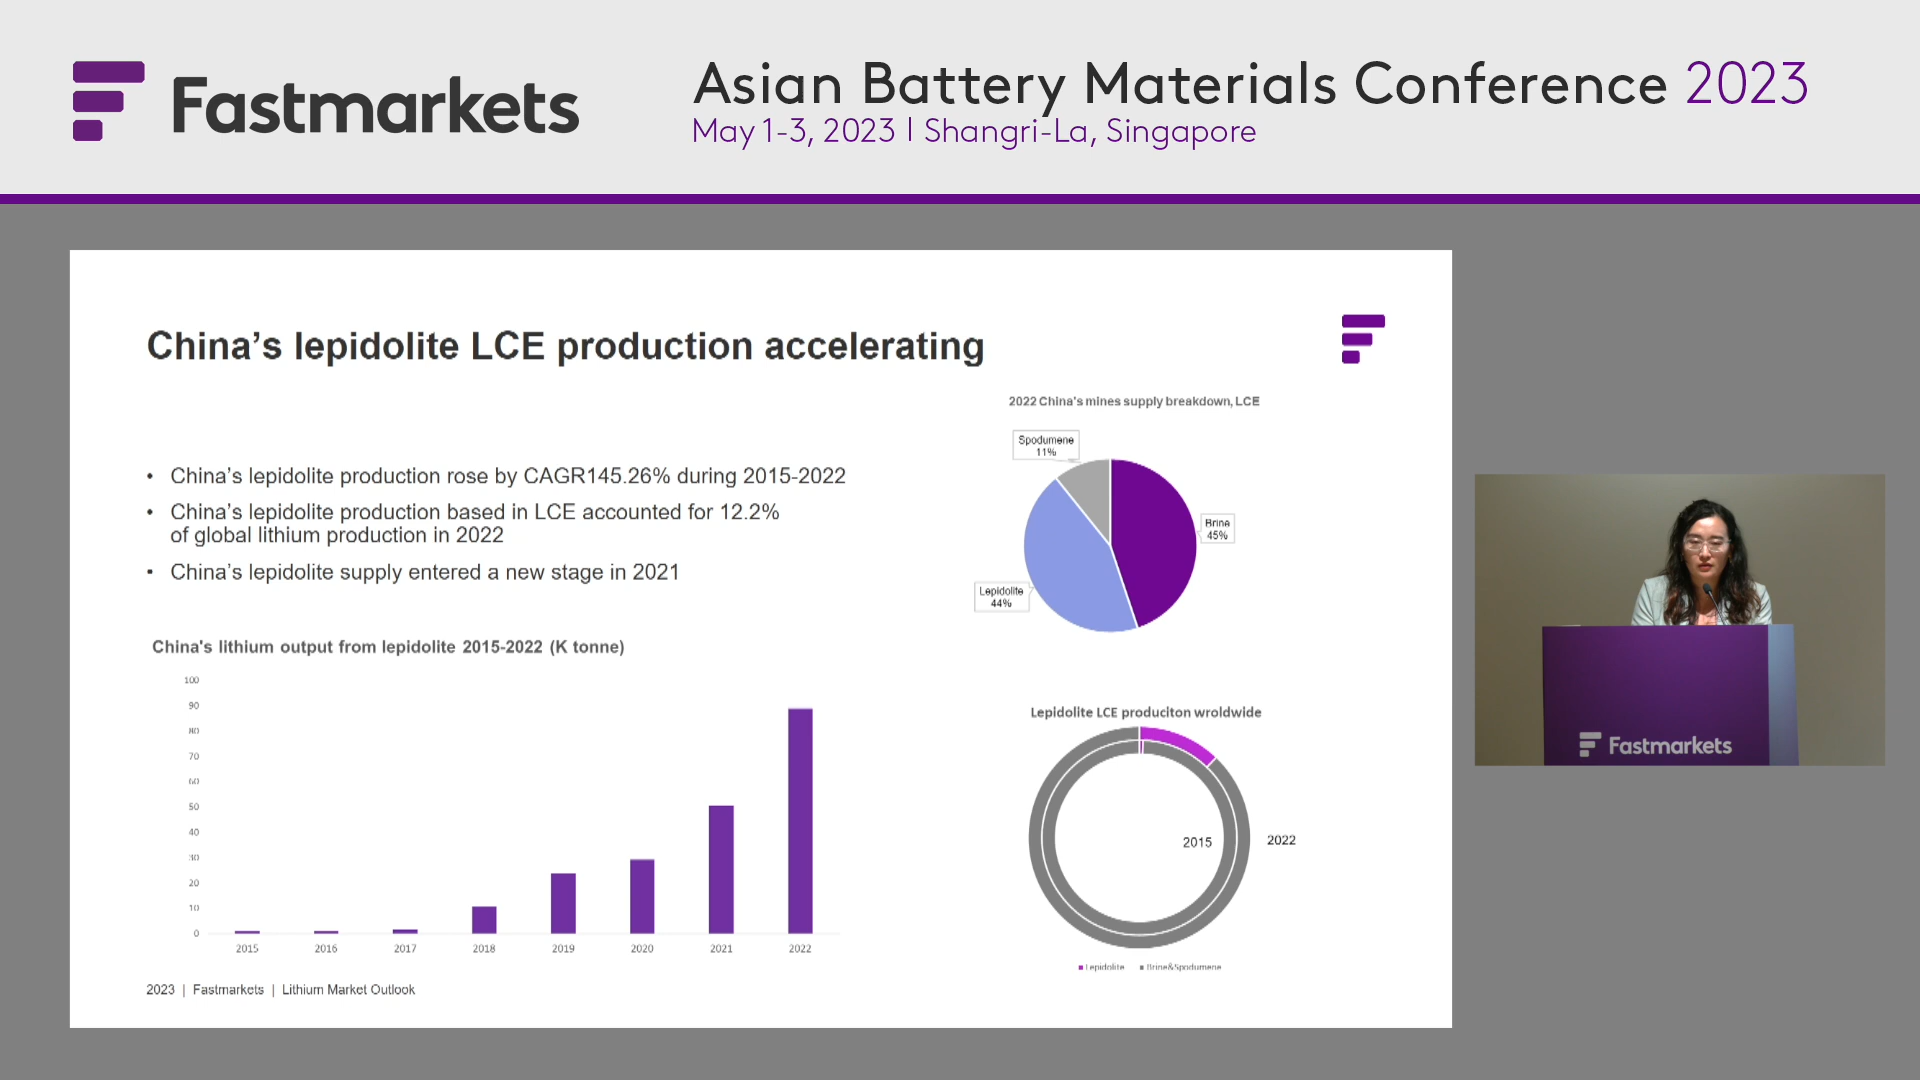 Fastmarkets
Asian Battery Materials Conference 2023
May 1-3, 2023 | Shangri-La, Singapore
China's lepidolite LCE production accelerating
• China's lepidolite production rose by CAGR145.26% during 2015-2022
• China's lepidolite production based in LCE accounted for 12.2%
of global lithium production in 2022
▪ China's lepidolite supply entered a new stage in 2021
China's lithium output from lepidolite 2015-2022 (K tonne)
100
90
80
70
60
50
40
30
20
10
0
2015 2016 2017 2018 2019 2020 2021 2022
2023 | Fastmarkets | Lithium Market Outlook
2022 China's mines supply breakdown, LCE
Spodumene
11%
Brine
45%
Lepidolite
44%
Lepidolite LCE produciton wroldwide
2015
2022
Lepidolite Brine&Spodumene
Fastmarkets